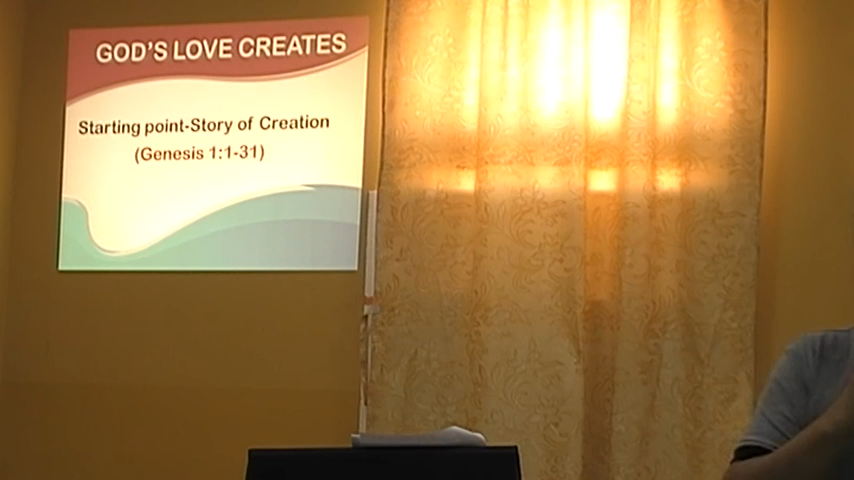 GOD'S LOVE CREATES
Starting point-Story of Creation
(Genesis 1:1-31)